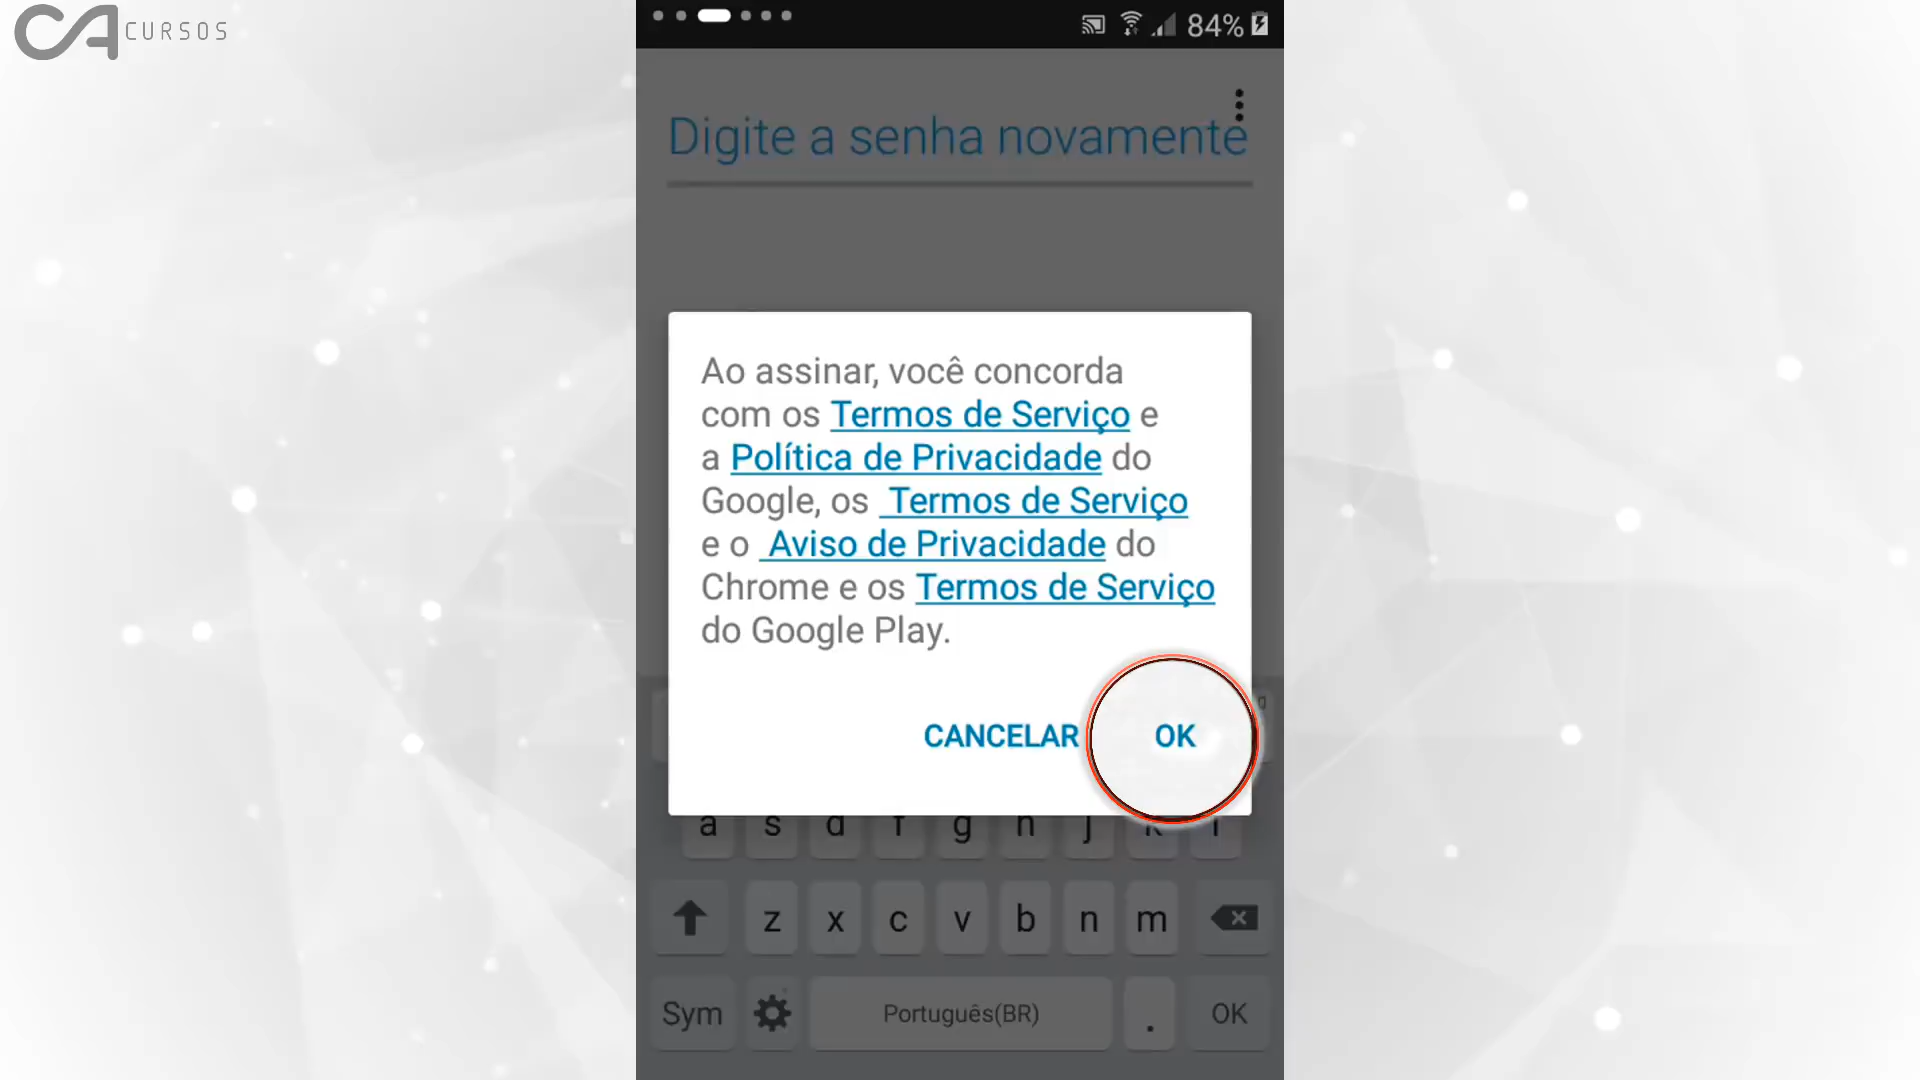 CA CURSOS
84%
Digite a senha novamente
Ao assinar, você concorda
com os Termos de Serviço e
a Política de Privacidade do
Google, os Termos de Serviço
e o Aviso de Privacidade do
Chrome e os Termos de Serviço
do Google Play.
CANCELAR OK
a s d f g h j k l
z x c v b n m
Sym Português(BR) . OK